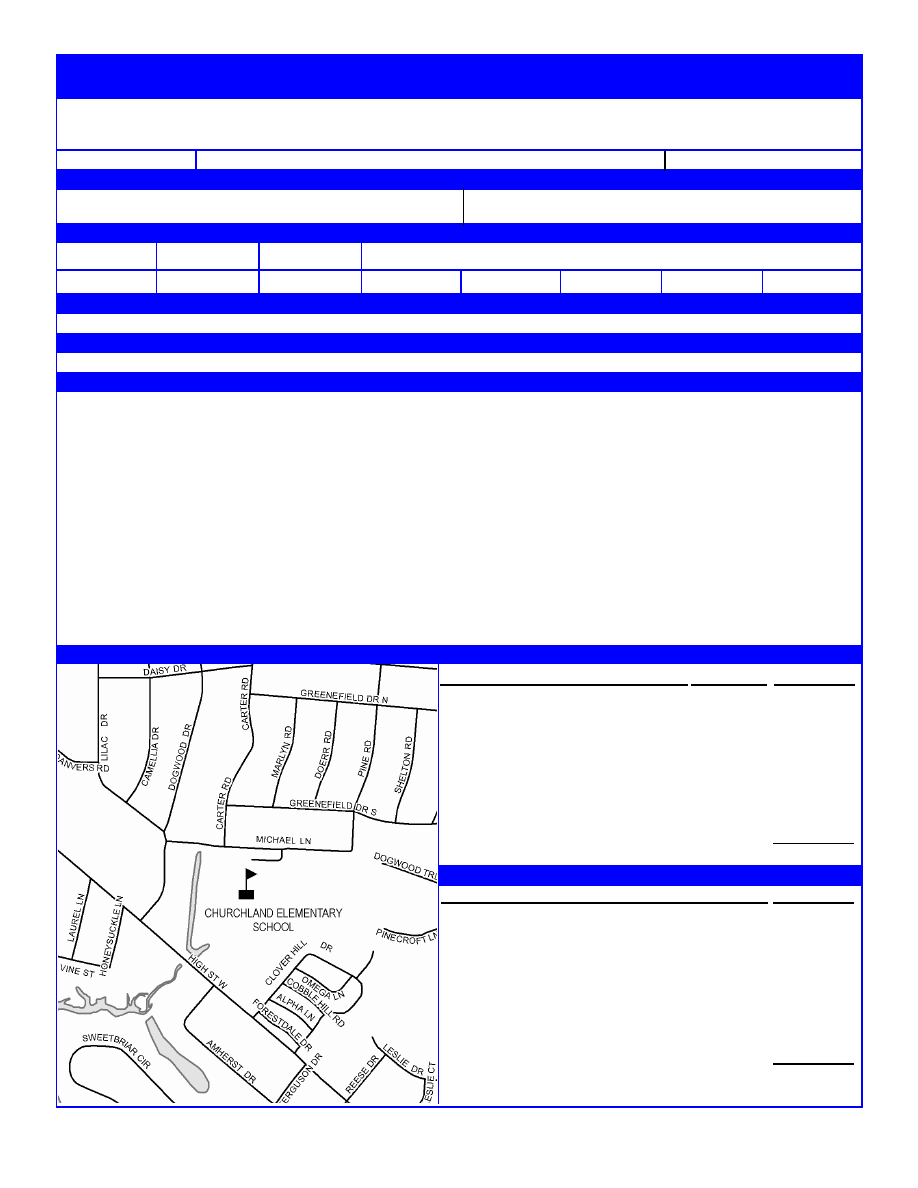 DAISY DR
CARTER RD
GREENEFIELD DR N
LILAC DR
CAMELLIA DR
DOGWOOD DR
MARLYN RD
DOERR RD
PINE RD
SHELTON RD
DANVERS RD
CARTER RD
GREENEFIELD DR S
MICHAEL LN
DOGWOOD TRL
CHURCHLAND ELEMENTARY
SCHOOL
LAUREL LN
HONEYSUCKLE LN
PINECROFT LN
VINE ST
HIGH ST W
CLOVER HILL DR
OMEGA LN
COBBLE HILL RD
ALPHA LN
FORESTDALE DR
SWEETBRIAR CIR
AMHERST DR
FERGUSON DR
REESE DR
LESLIE DR
LESLIE CT